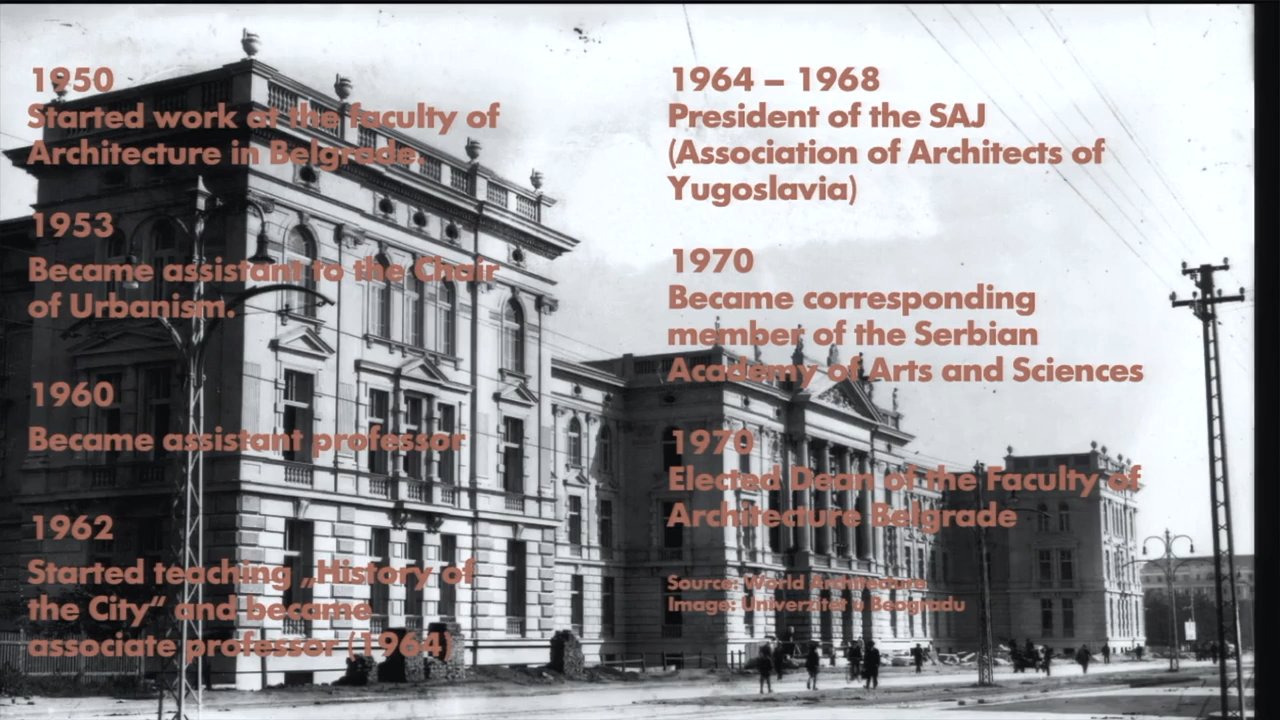 1950
Started work at the faculty of
Architecture in Belgrade.
1953
Became assistant to the Chair
of Urbanism.
1960
Became assistant professor
1962
Started teaching „History of
the City“ and became
associate professor (1964)
1964 – 1968
President of the SAJ
(Association of Architects of
Yugoslavia)
1970
Became corresponding
member of the Serbian
Academy of Arts and Sciences
1970
Elected Dean of the Faculty of
Architecture Belgrade
Source: World Architecture
Image: Univerzitet u Beogradu